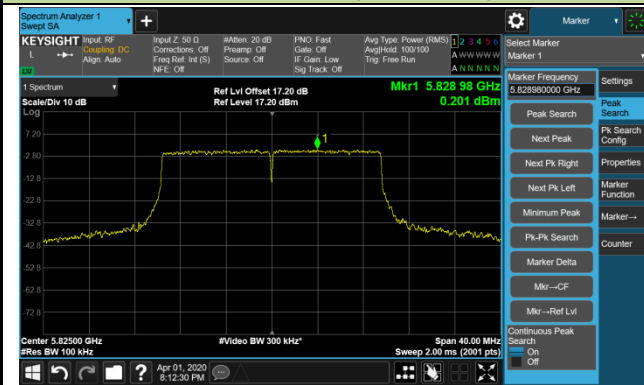 Spectrum Analyzer 1
Swept SA
+
Marker
KEYSIGHT
L
Input: RF
Coupling: DC
Align: Auto
Input Z: 50 Ω
Corrections: Off
Freq Ref: Int (S)
NFE: Off
#Atten: 20 dB
Preamp: Off
Source: Off
PNO: Fast
Gate: Off
IF Gain: Low
Sig Track: Off
Avg Type: Power (RMS)
Avg|Hold: 100/100
Trig: Free Run
1 2 3 4 5 6
A W W W W W
A N N N N N
Select Marker
Marker 1
LXI
1 Spectrum
Scale/Div 10 dB
Log
Ref Lvl Offset 17.20 dB
Ref Level 17.20 dBm
Mkr1 5.828 98 GHz
0.201 dBm
7.20
-2.80
-12.8
-22.8
-32.8
-42.8
-52.8
-62.8
-72.8
1
Center 5.82500 GHz
#Res BW 100 kHz
#Video BW 300 kHz*
Span 40.00 MHz
Sweep 2.00 ms (2001 pts)
Marker Frequency
5.828980000 GHz
Peak Search
Next Peak
Next Pk Right
Next Pk Left
Minimum Peak
Pk-Pk Search
Marker Delta
Mkr→CF
Mkr→Ref Lvl
Continuous Peak
Search
On
Off
Settings
Peak
Search
Pk Search
Config
Properties
Marker
Function
Marker→
Counter
?
Apr 01, 2020
8:12:30 PM